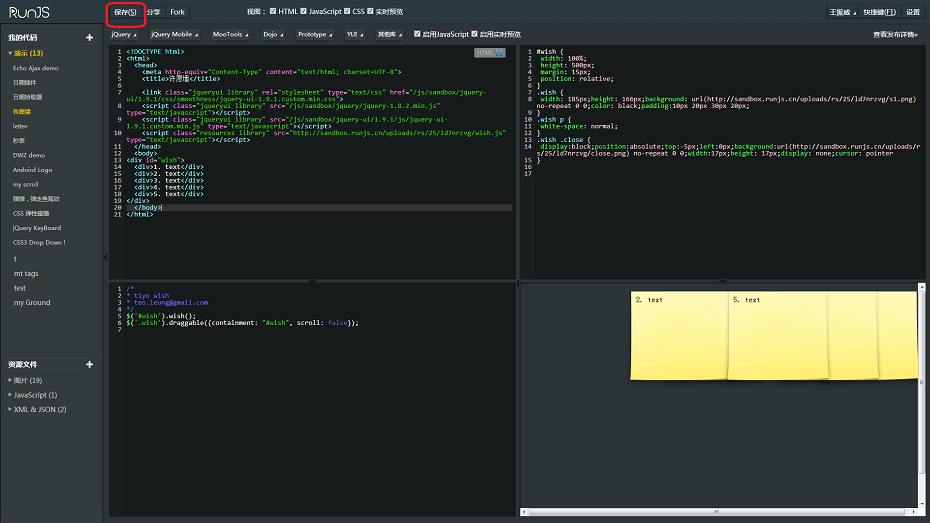 RunJS
保存(S) 分享 Fork 视图： HTML JavaScript CSS 实时预览 王振威 快捷键(F1) 设置
我的代码 +
jQuery jQuery Mobile MooTools Dojo Prototype YUI 其他库 启用JavaScript 启用实时预览 查看发布详情»
演示 (13)
Echo Ajax demo
日期插件
日期拾取器
许愿墙
letter
秒表
DWZ demo
Andoird Logo
my scroll
弹弹，弹走鱼尾纹
CSS 弹性碰撞
jQuery KeyBoard
CSS3 Drop Down !
t
mt tags
test
my Ground
资源文件 +
图片 (19)
JavaScript (1)
XML & JSON (2)
HTML
1 <!DOCTYPE html>
2 <html>
3 <head>
4 <meta http-equiv="Content-Type" content="text/html; charset=UTF-8">
5 <title>许愿墙</title>
6
7 <link class="jqueryui library" rel="stylesheet" type="text/css" href="/js/sandbox/jquery-
ui/1.9.1/css/smoothness/jquery-ui-1.9.1.custom.min.css">
8 <script class="jqueryui library" src="/js/sandbox/jquery/jquery-1.8.2.min.js"
type="text/javascript"></script>
9 <script class="jqueryui library" src="/js/sandbox/jquery-ui/1.9.1/js/jquery-ui-
1.9.1.custom.min.js" type="text/javascript"></script>
10 <script class="resources library" src="http://sandbox.runjs.cn/uploads/rs/25/ld7nrzvg/wish.js"
type="text/javascript"></script>
11 </head>
12 <body>
13 <div id="wish">
14 <div>1. text</div>
15 <div>2. text</div>
16 <div>3. text</div>
17 <div>4. text</div>
18 <div>5. text</div>
19 </div>
20 </body>
21 </html>
1 #wish {
2 width: 100%;
3 height: 500px;
4 margin: 15px;
5 position: relative;
6 }
7 .wish {
8 width: 185px;height: 166px;background: url(http://sandbox.runjs.cn/uploads/rs/25/ld7nrzvg/s1.png)
no-repeat 0 0;color: black;padding:10px 20px 30px 20px;
9 }
10 .wish p {
11 white-space: normal;
12 }
13 .wish .close {
14 display:block;position:absolute;top:-5px;left:0px;background:url(http://sandbox.runjs.cn/uploads/r
s/25/ld7nrzvg/close.png) no-repeat 0 0;width:17px;height: 17px;display: none;cursor: pointer
15 }
16
17
1 /*
2 * tiyo_wish
3 * teo.leung@gmail.com
4 */
5 $('#wish').wish();
6 $('.wish').draggable({containment: "#wish", scroll: false});
7
2. text 5. text